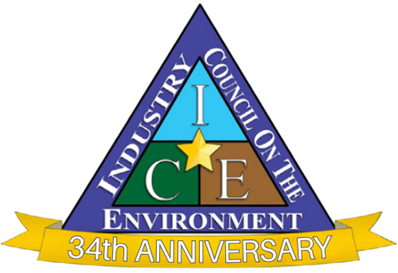 INDUSTRY
COUNCIL ON THE
ENVIRONMENT
I
C E
34th ANNIVERSARY